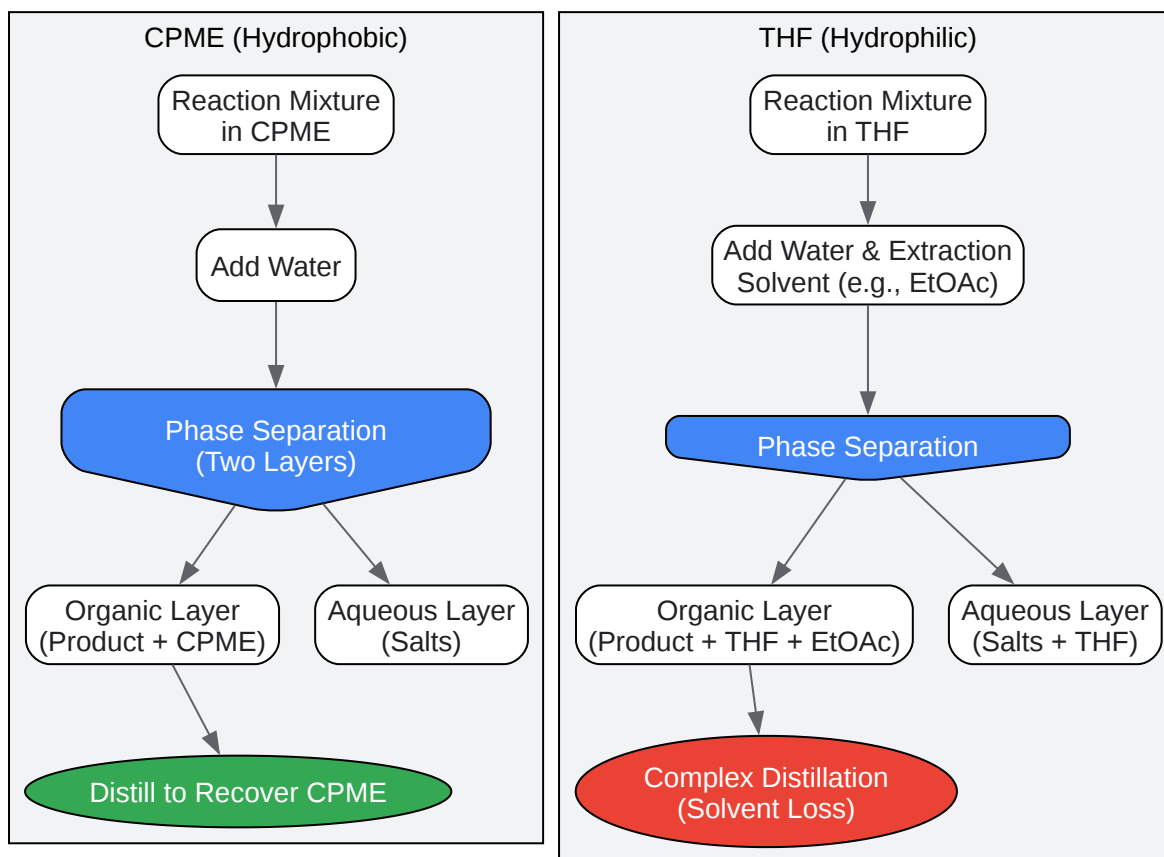 CPME (Hydrophobic)
Reaction Mixture
in CPME
Add Water
Phase Separation
(Two Layers)
Organic Layer
(Product + CPME)
Aqueous Layer
(Salts)
Distill to Recover CPME
THF (Hydrophilic)
Reaction Mixture
in THF
Add Water & Extraction
Solvent (e.g., EtOAc)
Phase Separation
Organic Layer
(Product + THF + EtOAc)
Aqueous Layer
(Salts + THF)
Complex Distillation
(Solvent Loss)